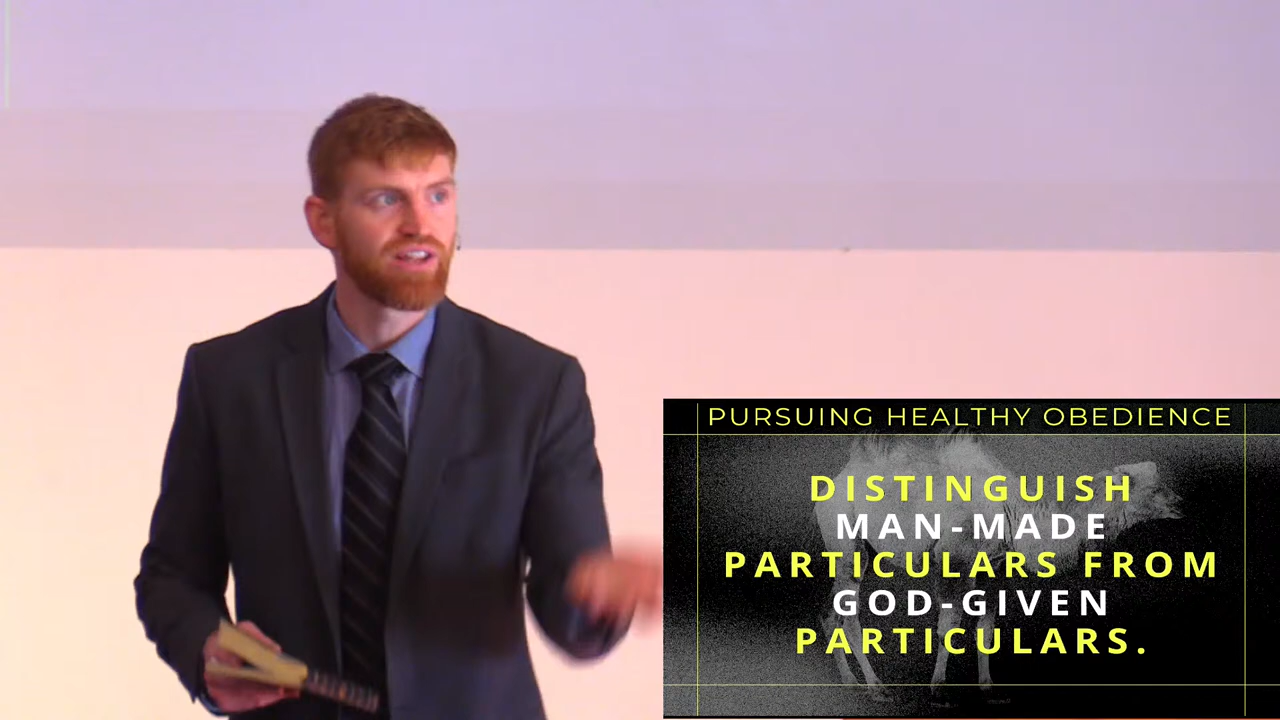 PURSUING HEALTHY OBEDIENCE
DISTINGUISH
MAN-MADE
PARTICULARS FROM
GOD-GIVEN
PARTICULARS.